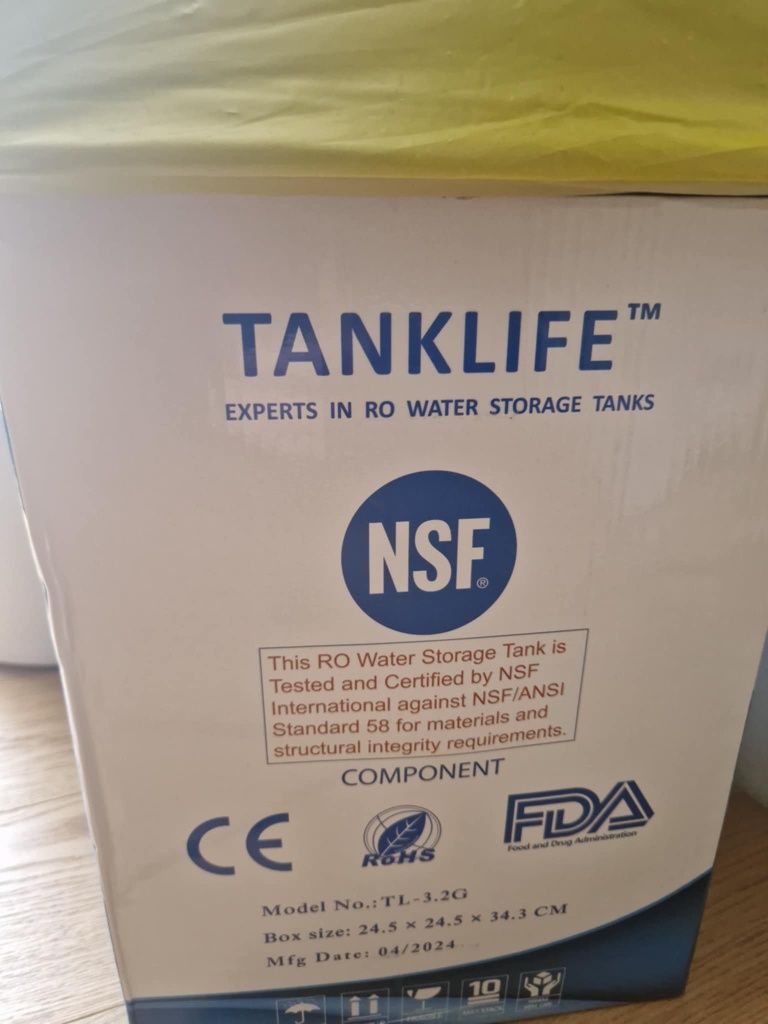 TANKLIFE™
EXPERTS IN RO WATER STORAGE TANKS
NSF®
This RO Water Storage Tank is
Tested and Certified by NSF
International against NSF/ANSI
Standard 58 for materials and
structural integrity requirements.
COMPONENT
CE
RoHS
FDA
Food and Drug Administration
Model No.:TL-3.2G
Box size: 24.5 × 24.5 × 34.3 CM
Mfg Date: 04/2024
10